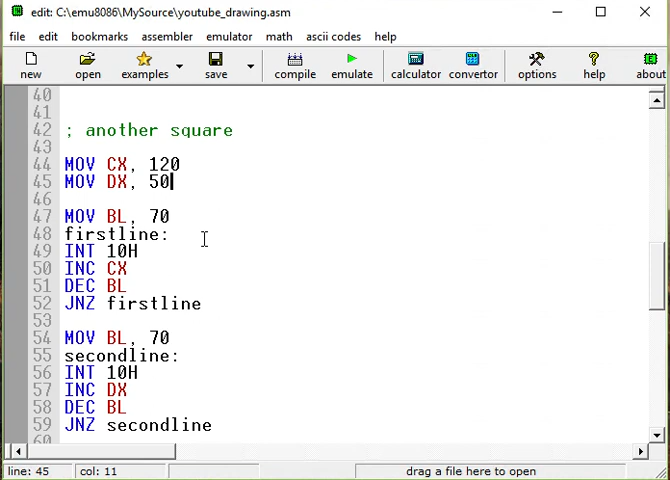 edit: C:\emu8086\MySource\youtube_drawing.asm
file edit bookmarks assembler emulator math ascii codes help
new open examples save compile emulate calculator convertor options help about
40
41
42 ; another square
43
44 MOV CX, 120
45 MOV DX, 50
46
47 MOV BL, 70
48 firstline:
49 INT 10H
50 INC CX
51 DEC BL
52 JNZ firstline
53
54 MOV BL, 70
55 secondline:
56 INT 10H
57 INC DX
58 DEC BL
59 JNZ secondline
60
line: 45 col: 11 drag a file here to open